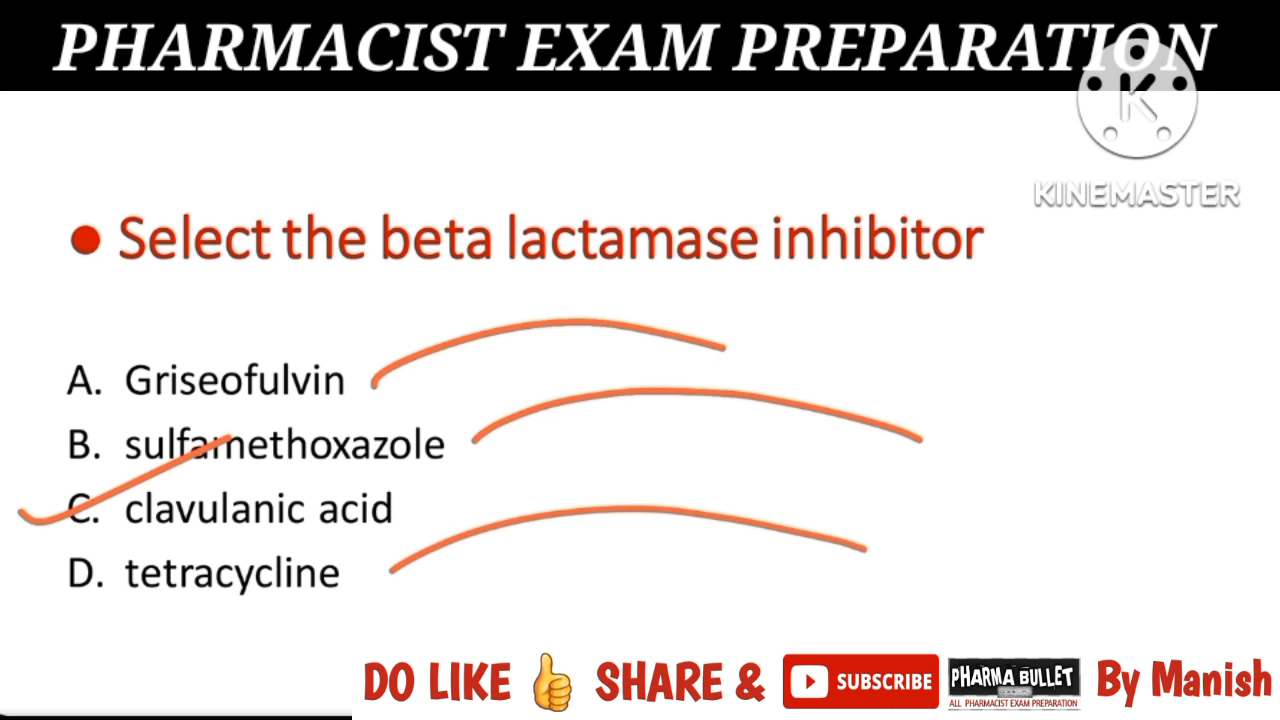 PHARMACIST EXAM PREPARATION
K
KINEMASTER
• Select the beta lactamase inhibitor
A. Griseofulvin
B. sulfamethoxazole
C. clavulanic acid
D. tetracycline
DO LIKE 👍 SHARE & SUBSCRIBE PHARMA BULLET By Manish
ALL PHARMACIST EXAM PREPARATION